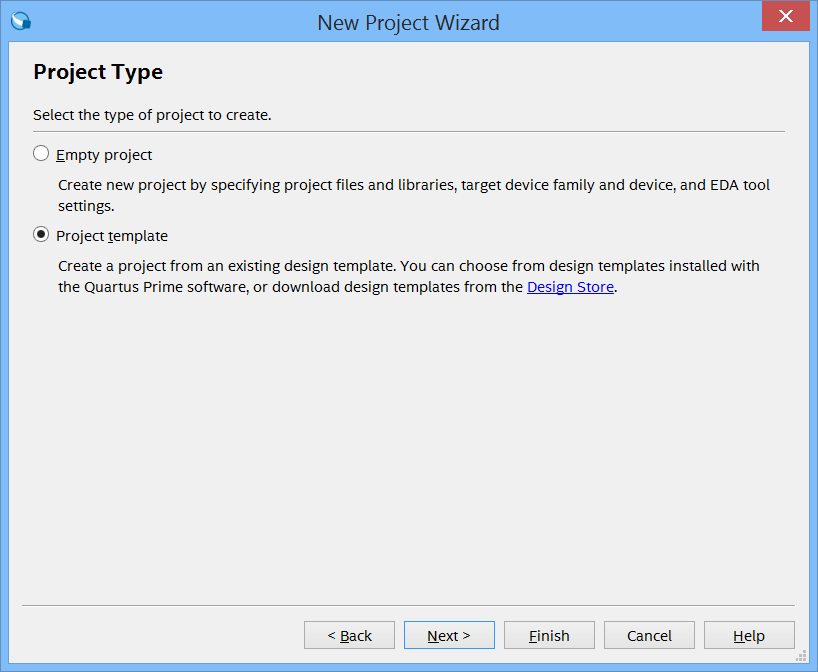 New Project Wizard
Project Type
Select the type of project to create.
Empty project
Create new project by specifying project files and libraries, target device family and device, and EDA tool
settings.
Project template
Create a project from an existing design template. You can choose from design templates installed with
the Quartus Prime software, or download design templates from the Design Store.
< Back Next > Finish Cancel Help